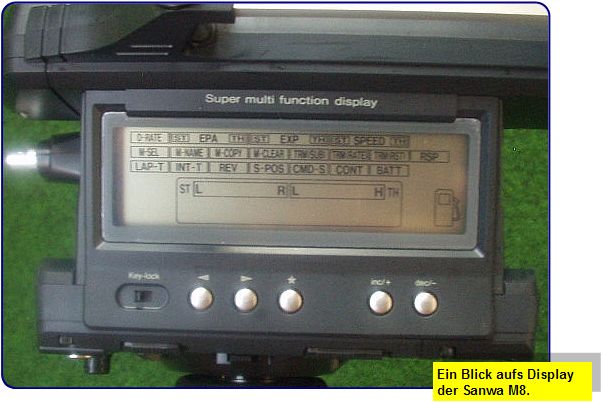 Super multi function display
D-RATE ST EPA TH ST EXP TH ST SPEED TH
M-SEL M-NAME M-COPY M-CLEAR TRM/SUB TRM/RATE TRM/RST RSP
LAP-T INT-T REV S-POS CMD-S CONT BATT
ST L R L H TH
Key-lock
inc/+ dec/−
Ein Blick aufs Display
der Sanwa M8.